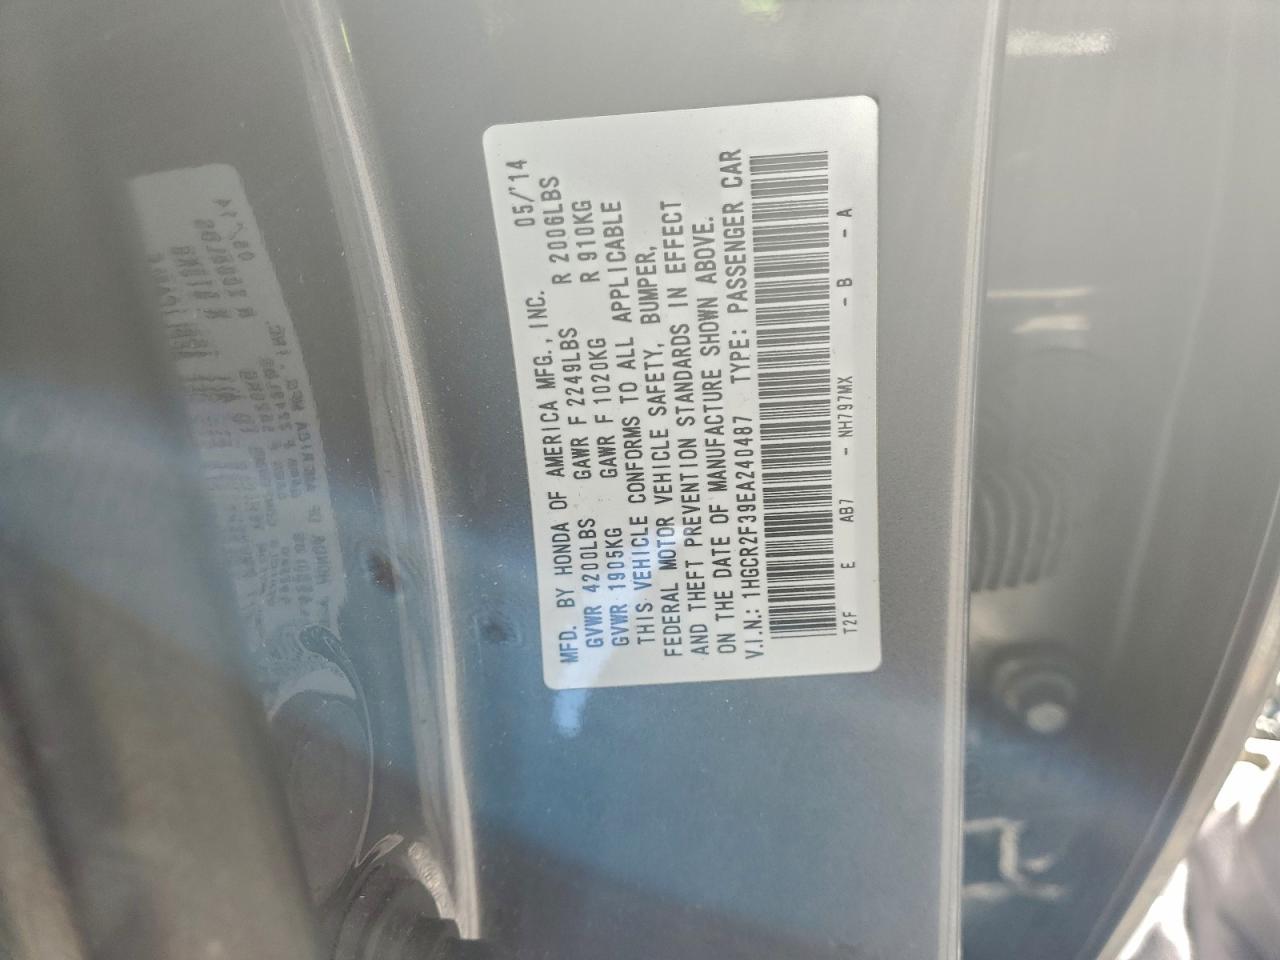 MFD. BY HONDA OF AMERICA MFG., INC. 05/'14
GVWR 4200LBS GAWR F 2249LBS R 2006LBS
GVWR 1905KG GAWR F 1020KG R 910KG
THIS VEHICLE CONFORMS TO ALL APPLICABLE
FEDERAL MOTOR VEHICLE SAFETY, BUMPER,
AND THEFT PREVENTION STANDARDS IN EFFECT
ON THE DATE OF MANUFACTURE SHOWN ABOVE.
V.I.N.: 1HGCR2F39EA240487 TYPE: PASSENGER CAR
T2F E AB7 - NH797MX - B - A